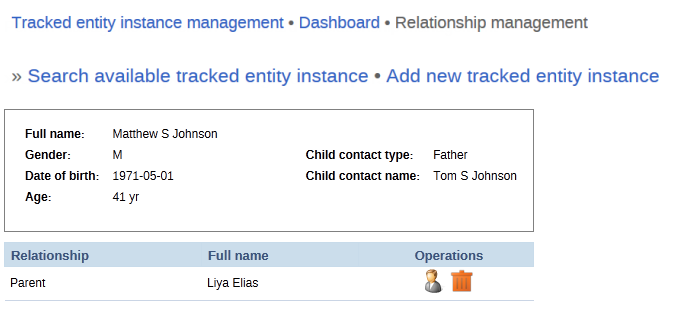 Tracked entity instance management • Dashboard • Relationship management
» Search available tracked entity instance • Add new tracked entity instance
Full name: Matthew S Johnson
Gender: M Child contact type: Father
Date of birth: 1971-05-01 Child contact name: Tom S Johnson
Age: 41 yr
Relationship Full name Operations
Parent Liya Elias